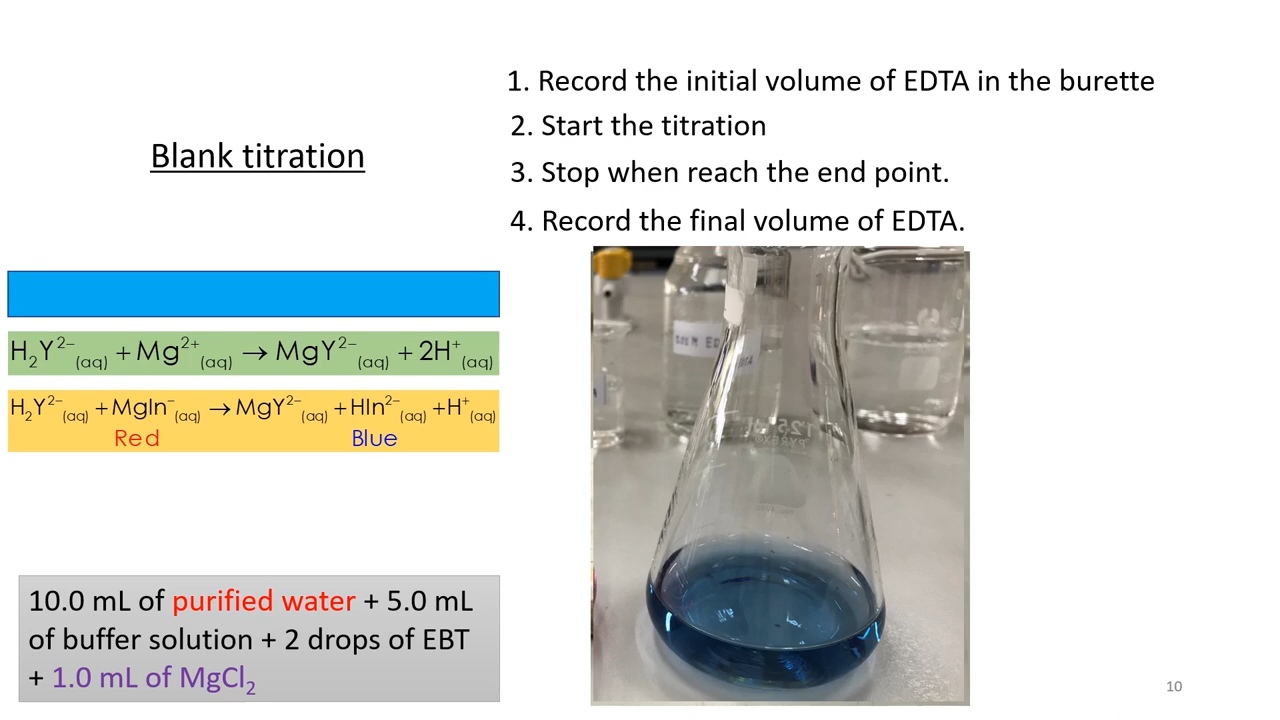 1. Record the initial volume of EDTA in the burette
2. Start the titration
Blank titration
3. Stop when reach the end point.
4. Record the final volume of EDTA.
H₂Y²⁻(aq) + Mg²⁺(aq) → MgY²⁻(aq) + 2H⁺(aq)
H₂Y²⁻(aq) + MgIn⁻(aq) → MgY²⁻(aq) + HIn²⁻(aq) + H⁺(aq)
Red Blue
10.0 mL of purified water + 5.0 mL
of buffer solution + 2 drops of EBT
+ 1.0 mL of MgCl₂
PYREX
10